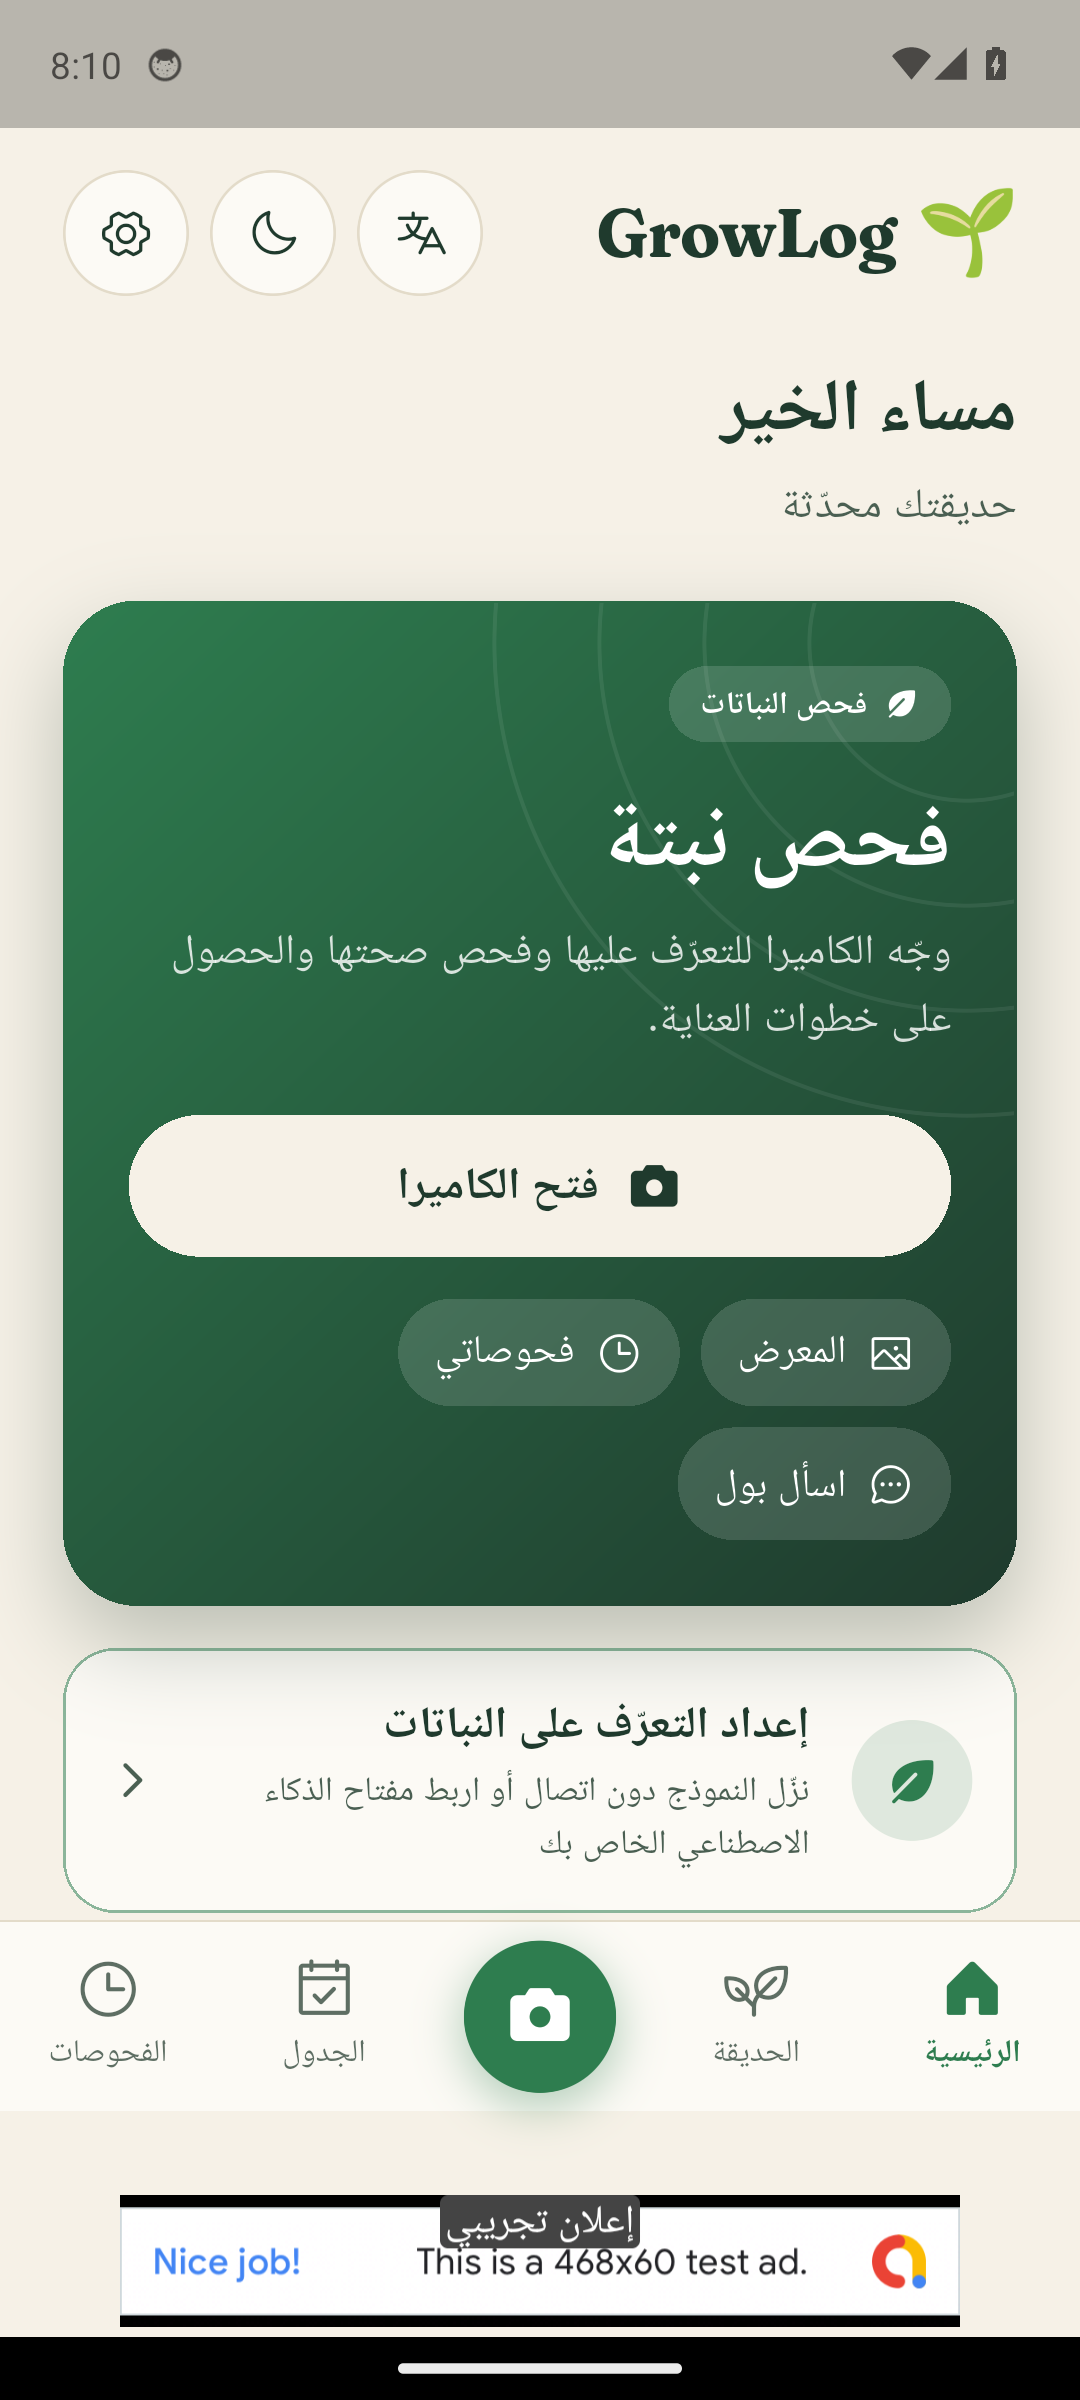 8:10
GrowLog
مساء الخير
حديقتك محدّثة
فحص النباتات
فحص نبتة
وجّه الكاميرا للتعرّف عليها وفحص صحتها والحصول
على خطوات العناية.
فتح الكاميرا
المعرض
فحوصاتي
اسأل بول
إعداد التعرّف على النباتات
نزّل النموذج دون اتصال أو اربط مفتاح الذكاء
الاصطناعي الخاص بك
الرئيسية
الحديقة
الجدول
الفحوصات
إعلان تجريبي
Nice job!
This is a 468x60 test ad.